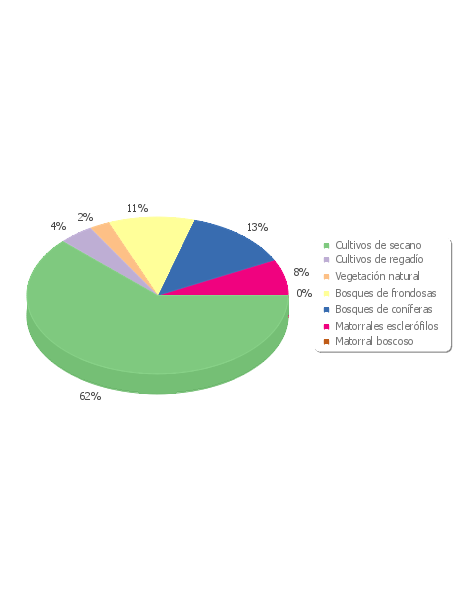 11%
2%
4%
13%
8%
0%
62%
Cultivos de secano
Cultivos de regadío
Vegetación natural
Bosques de frondosas
Bosques de coníferas
Matorrales esclerófilos
Matorral boscoso